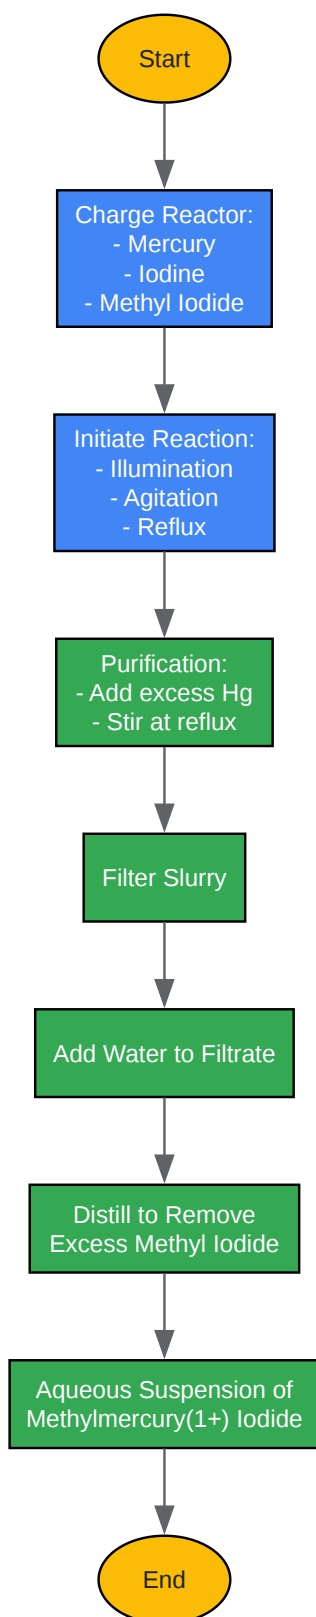 Start
Charge Reactor:
- Mercury
- Iodine
- Methyl Iodide
Initiate Reaction:
- Illumination
- Agitation
- Reflux
Purification:
- Add excess Hg
- Stir at reflux
Filter Slurry
Add Water to Filtrate
Distill to Remove
Excess Methyl Iodide
Aqueous Suspension of
Methylmercury(1+) Iodide
End